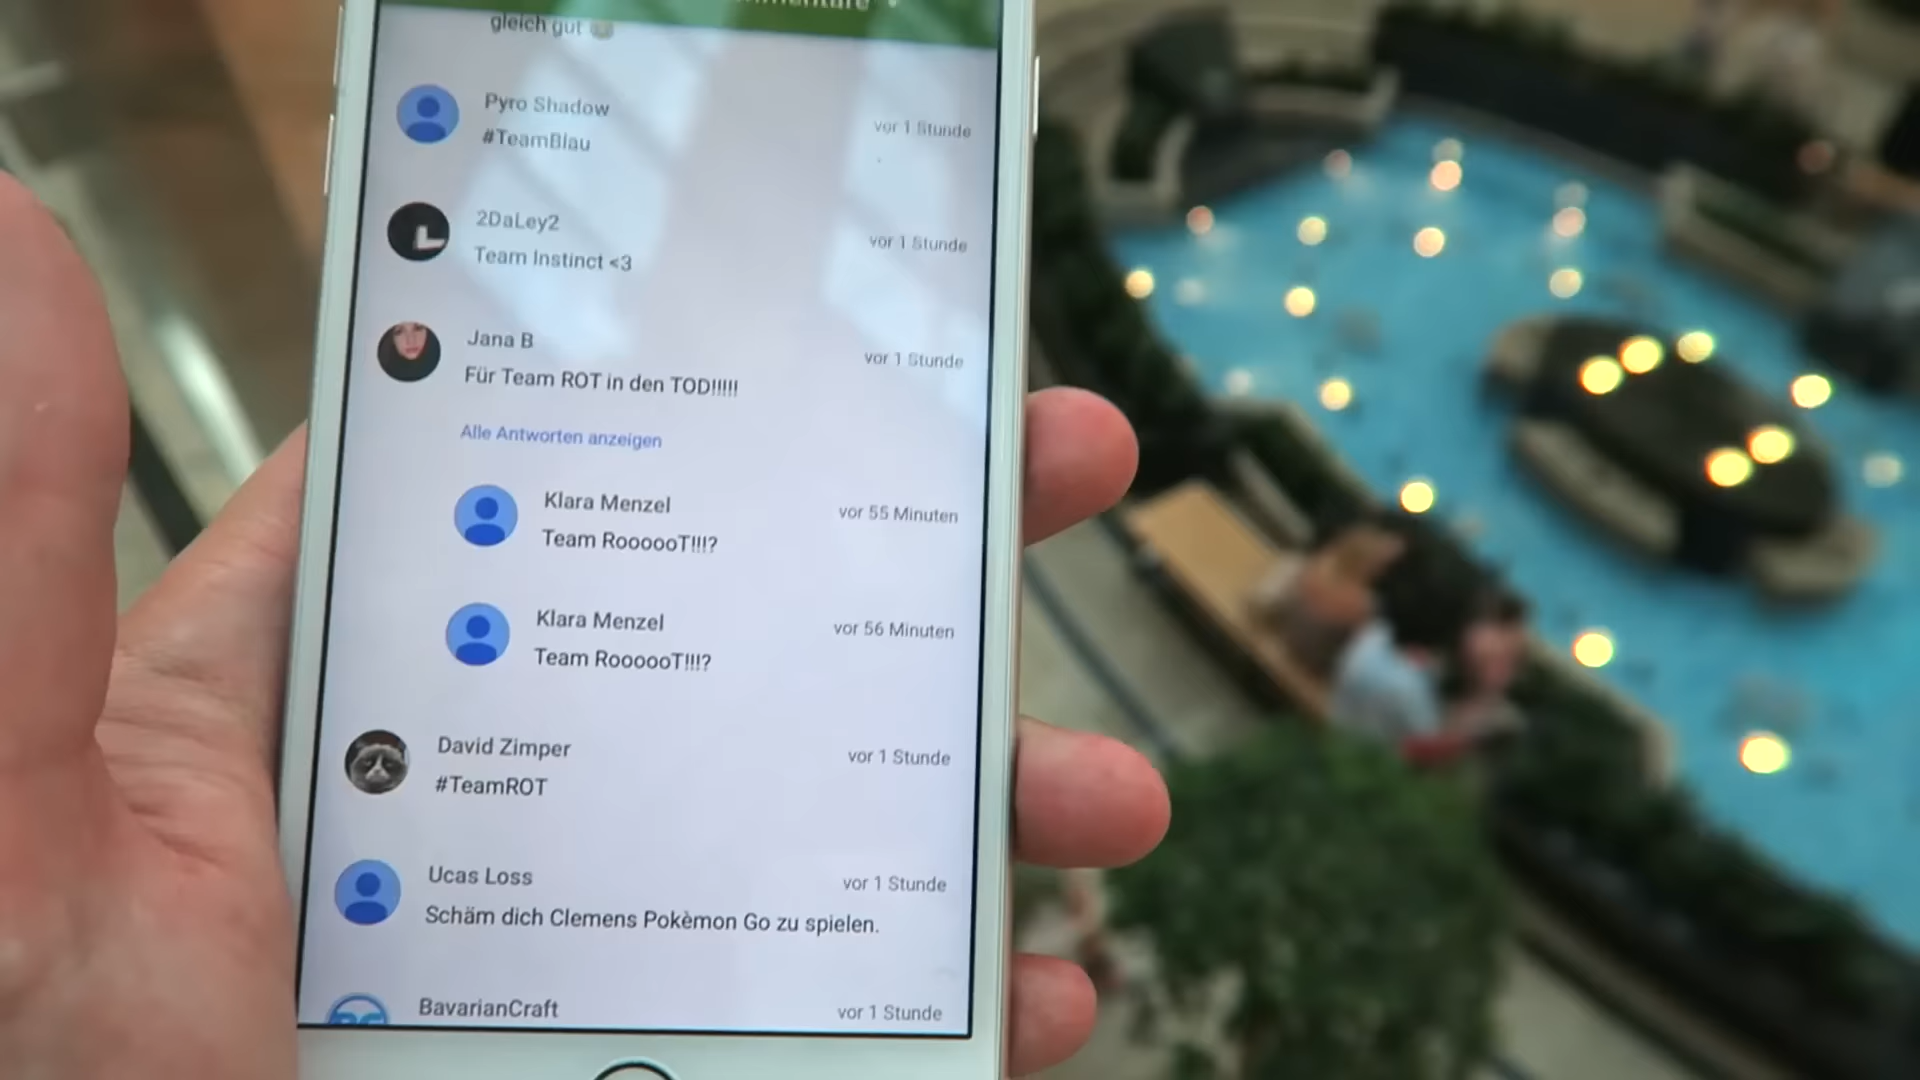 gleich gut
Pyro Shadow
vor 1 Stunde
#TeamBlau
2DaLey2
vor 1 Stunde
Team Instinct <3
Jana B
vor 1 Stunde
Für Team ROT in den TOD!!!!!
Alle Antworten anzeigen
Klara Menzel
vor 55 Minuten
Team RoooooT!!!?
Klara Menzel
vor 56 Minuten
Team RoooooT!!!?
David Zimper
vor 1 Stunde
#TeamROT
Ucas Loss
vor 1 Stunde
Schäm dich Clemens Pokèmon Go zu spielen.
BavarianCraft
vor 1 Stunde